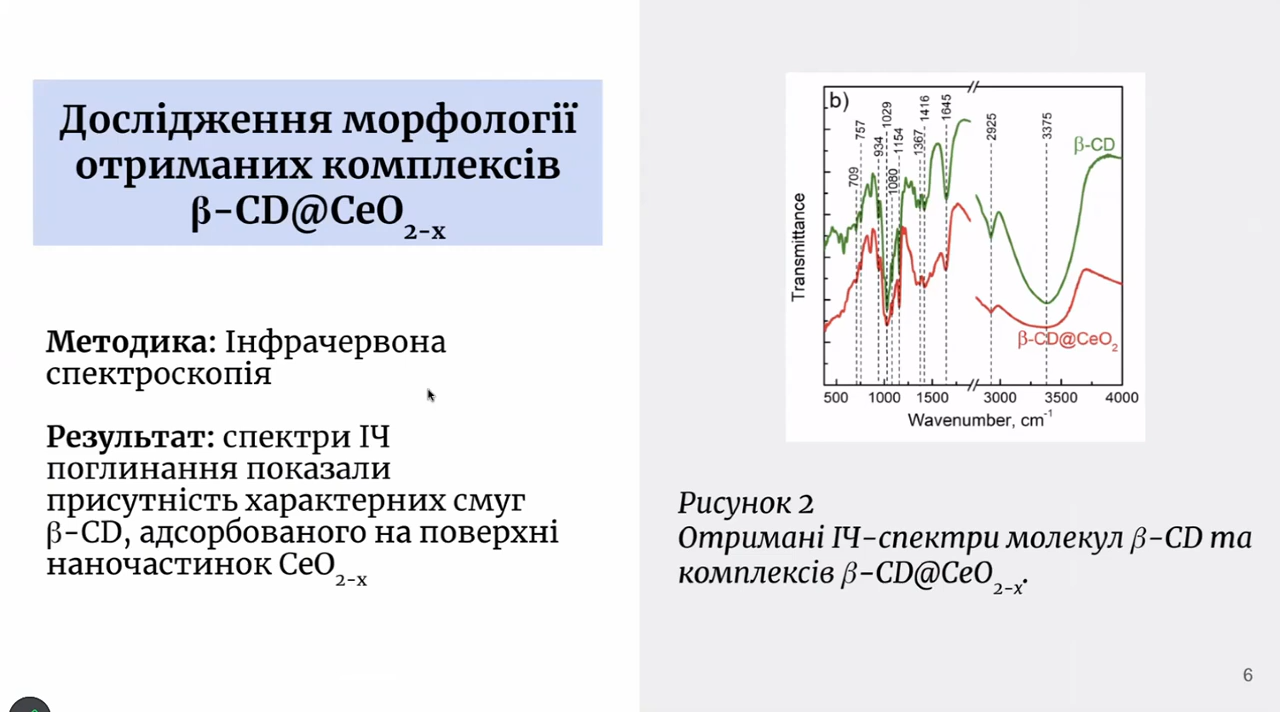 Дослідження морфології
отриманих комплексів
β-CD@CeO2-x
Методика: Інфрачервона
спектроскопія
Результат: спектри ІЧ
поглинання показали
присутність характерних смуг
β-CD, адсорбованого на поверхні
наночастинок CeO2-x
b)
709
757
934
1029
1080
1154
1367
1416
1645
2925
3375
β-CD
β-CD@CeO2
Transmittance
500 1000 1500 3000 3500 4000
Wavenumber, cm-1
Рисунок 2
Отримані ІЧ-спектри молекул β-CD та
комплексів β-CD@CeO2-x.
6